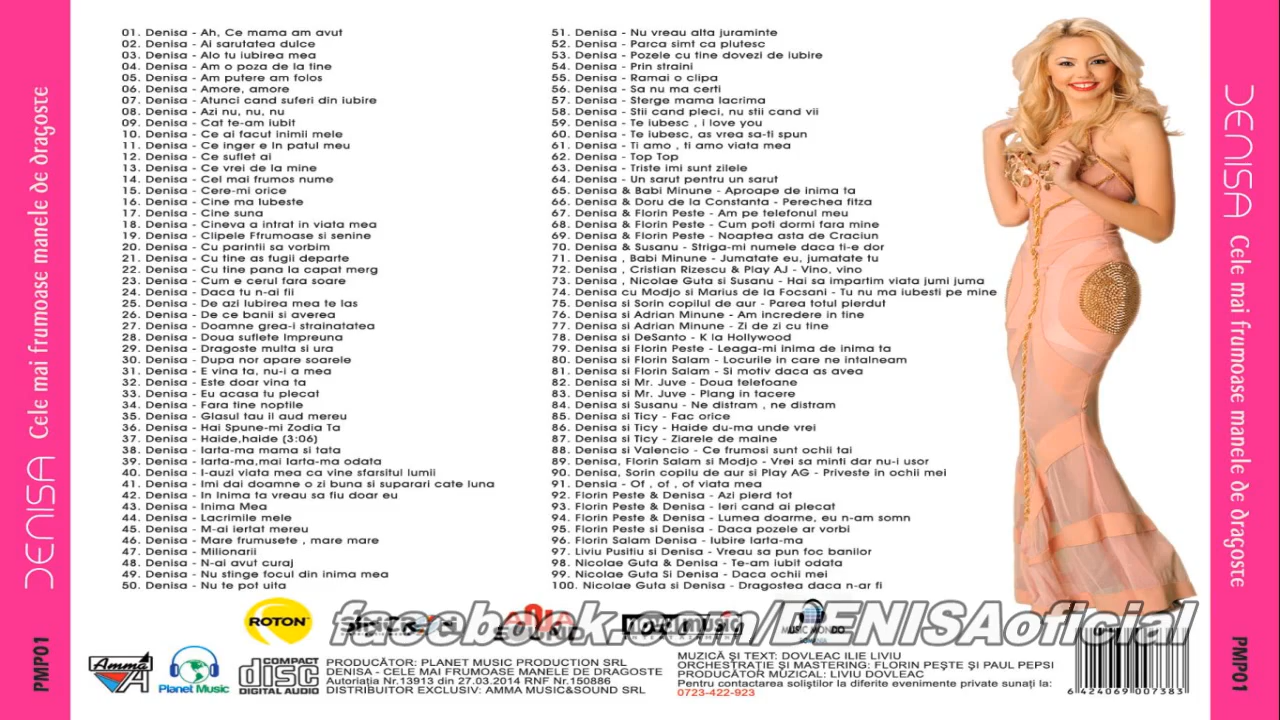 DENISA Cele mai frumoase manele de dragoste
PMP01
01. Denisa - Ah, Ce mama am avut
02. Denisa - Ai sarutatea dulce
03. Denisa - Alo tu iubirea mea
04. Denisa - Am o poza de la tine
05. Denisa - Am putere am folos
06. Denisa - Amore, amore
07. Denisa - Atunci cand suferi din iubire
08. Denisa - Azi nu, nu, nu
09. Denisa - Cat te-am iubit
10. Denisa - Ce ai facut inimii mele
11. Denisa - Ce inger e In patul meu
12. Denisa - Ce suflet ai
13. Denisa - Ce vrei de la mine
14. Denisa - Cel mai frumos nume
15. Denisa - Cere-mi orice
16. Denisa - Cine ma Iubeste
17. Denisa - Cine suna
18. Denisa - Cineva a intrat in viata mea
19. Denisa - Clipele Ffrumoase si senine
20. Denisa - Cu parintii sa vorbim
21. Denisa - Cu tine as fugii departe
22. Denisa - Cu tine pana la capat merg
23. Denisa - Cum e cerul fara soare
24. Denisa - Daca tu n-ai fii
25. Denisa - De azi Iubirea mea te las
26. Denisa - De ce banii si averea
27. Denisa - Doamne grea-i strainatatea
28. Denisa - Doua suflete Impreuna
29. Denisa - Dragoste multa si ura
30. Denisa - Dupa nor apare soarele
31. Denisa - E vina ta, nu-i a mea
32. Denisa - Este doar vina ta
33. Denisa - Eu acasa tu plecat
34. Denisa - Fara tine noptile
35. Denisa - Glasul tau il aud mereu
36. Denisa - Hai Spune-mi Zodia Ta
37. Denisa - Haide,haide (3:06)
38. Denisa - Iarta-ma mama si tata
39. Denisa - Iarta-ma,mai Iarta-ma odata
40. Denisa - I-auzi viata mea ca vine sfarsitul lumii
41. Denisa - Imi dai doamne o zi buna si suparari cate luna
42. Denisa - In Inima ta vreau sa fiu doar eu
43. Denisa - Inima Mea
44. Denisa - Lacrimile mele
45. Denisa - M-ai iertat mereu
46. Denisa - Mare frumusete , mare mare
47. Denisa - Milionarii
48. Denisa - N-ai avut curaj
49. Denisa - Nu stinge focul din inima mea
50. Denisa - Nu te pot uita
51. Denisa - Nu vreau alta juraminte
52. Denisa - Parca simt ca plutesc
53. Denisa - Pozele cu tine dovezi de iubire
54. Denisa - Prin straini
55. Denisa - Ramai o clipa
56. Denisa - Sa nu ma certi
57. Denisa - Sterge mama lacrima
58. Denisa - Stii cand pleci, nu stii cand vii
59. Denisa - Te iubesc , i love you
60. Denisa - Te iubesc, as vrea sa-ti spun
61. Denisa - Ti amo , ti amo viata mea
62. Denisa - Top Top
63. Denisa - Triste imi sunt zilele
64. Denisa - Un sarut pentru un sarut
65. Denisa & Babi Minune - Aproape de inima ta
66. Denisa & Doru de la Constanta - Perechea fitza
67. Denisa & Florin Peste - Am pe telefonul meu
68. Denisa & Florin Peste - Cum poti dormi fara mine
69. Denisa & Florin Peste - Noaptea asta de Craciun
70. Denisa & Susanu - Striga-mi numele daca ti-e dor
71. Denisa , Babi Minune - Jumatate eu, jumatate tu
72. Denisa , Cristian Rizescu & Play AJ - Vino, vino
73. Denisa , Nicolae Guta si Susanu - Hai sa impartim viata jumi juma
74. Denisa cu Modjo si Marius de la Focsani - Tu nu ma iubesti pe mine
75. Denisa si Sorin copilul de aur - Parea totul pierdut
76. Denisa si Adrian Minune - Am incredere in tine
77. Denisa si Adrian Minune - Zi de zi cu tine
78. Denisa si DeSanto - K la Hollywood
79. Denisa si Florin Peste - Leaga-mi inima de inima ta
80. Denisa si Florin Salam - Locurile in care ne intalneam
81. Denisa si Florin Salam - Si motiv daca as avea
82. Denisa si Mr. Juve - Doua telefoane
83. Denisa si Mr. Juve - Plang in tacere
84. Denisa si Susanu - Ne distram , ne distram
85. Denisa si Ticy - Fac orice
86. Denisa si Ticy - Haide du-ma unde vrei
87. Denisa si Ticy - Ziarele de maine
88. Denisa si Valencio - Ce frumosi sunt ochii tai
89. Denisa, Florin Salam si Modjo - Vrei sa minti dar nu-i usor
90. Denisa, Sorin copilu de aur si Play AG - Priveste in ochii mei
91. Densia - Of , of , of viata mea
92. Florin Peste & Denisa - Azi pierd tot
93. Florin Peste & Denisa - Ieri cand ai plecat
94. Florin Peste & Denisa - Lumea doarme, eu n-am somn
95. Florin Peste si Denisa - Daca pozele ar vorbi
96. Florin Salam Denisa - Iubire Iarta-ma
97. Liviu Pusitiu si Denisa - Vreau sa pun foc banilor
98. Nicolae Guta & Denisa - Te-am iubit odata
99. Nicolae Guta Si Denisa - Daca ochii mei
100. Nicolae Guta si Denisa - Dragostea daca n-ar fi
DENISA Cele mai frumoase manele de dragoste
PMP01
ROTON
SOUND
MUSIC MONDO
facebook.com/DENISAoficial
Amma
Planet Music
COMPACT
disc
DIGITAL AUDIO
PRODUCĂTOR: PLANET MUSIC PRODUCTION SRL
DENISA - CELE MAI FRUMOASE MANELE DE DRAGOSTE
Autoriația Nr.13913 din 27.03.2014 RNF Nr.150886
DISTRIBUITOR EXCLUSIV: AMMA MUSIC&SOUND SRL
MUZICĂ ȘI TEXT: DOVLEAC ILIE LIVIU
ORCHESTRAȚIE ȘI MASTERING: FLORIN PEȘTE ȘI PAUL PEPSI
PRODUCĂTOR MUZICAL: LIVIU DOVLEAC
Pentru contactarea soliștilor la diferite evenimente private sunați la:
0723-422-923
6 424069 007383